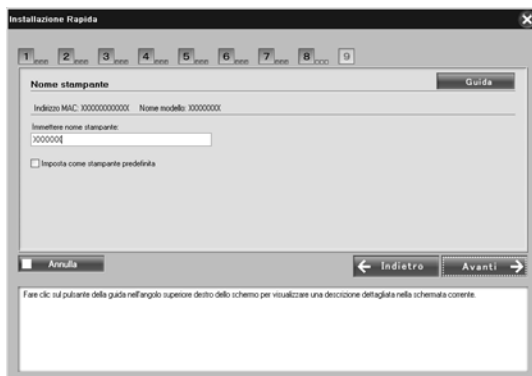 Installazione Rapida
1 2 3 4 5 6 7 8 9
Nome stampante
Guida
Indirizzo MAC: XXXXXXXXXXXX Nome modello: XXXXXXXX
Immettere nome stampante:
XXXXXXX
Imposta come stampante predefinita
Annulla
Indietro
Avanti
Fare clic sul pulsante della guida nell'angolo superiore destro dello schermo per visualizzare una descrizione dettagliata nella schermata corrente.